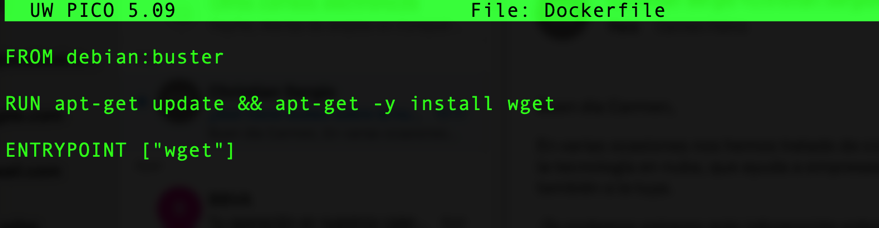 UW PICO 5.09 File: Dockerfile
FROM debian:buster
RUN apt-get update && apt-get -y install wget
ENTRYPOINT ["wget"]